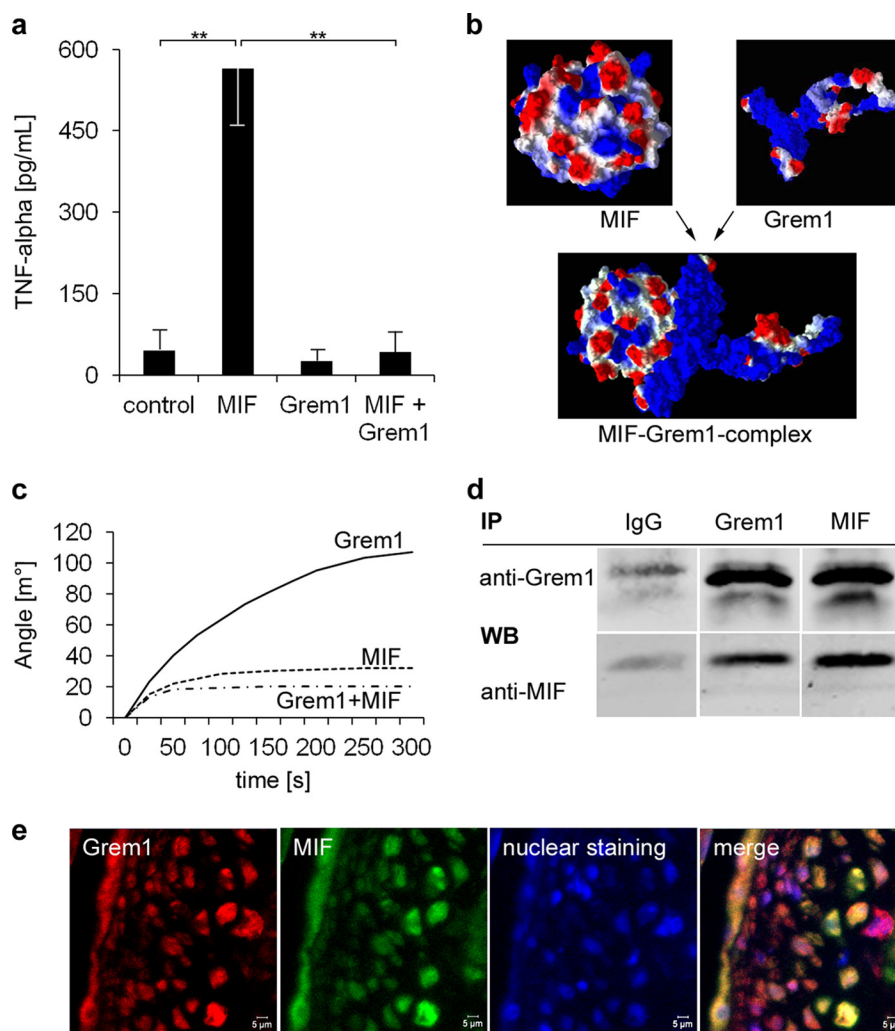 a
** **
600
450
300
150
0
TNF-alpha [pg/mL]
control MIF Grem1 MIF +
Grem1
b
MIF Grem1
MIF-Grem1-complex
c
120
100
80
60
40
20
0
Angle [m°]
Grem1
MIF
Grem1+MIF
0 50 100 150 200 250 300
time [s]
d
IP IgG Grem1 MIF
anti-Grem1
WB
anti-MIF
e
Grem1 MIF nuclear staining merge
5 µm 5 µm 5 µm 5 µm